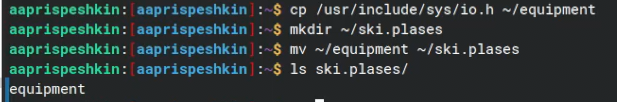 aaprispeshkin:[aaprispeshkin]:~$ cp /usr/include/sys/io.h ~/equipment
aaprispeshkin:[aaprispeshkin]:~$ mkdir ~/ski.plases
aaprispeshkin:[aaprispeshkin]:~$ mv ~/equipment ~/ski.plases
aaprispeshkin:[aaprispeshkin]:~$ ls ski.plases/
equipment